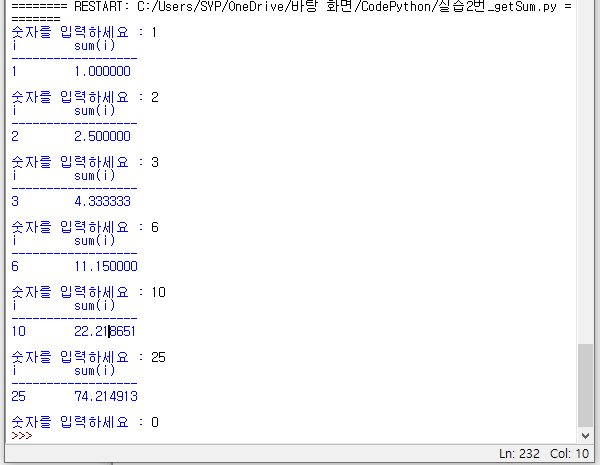 ======== RESTART: C:/Users/SYP/OneDrive/바탕 화면/CodePython/실습2번_getSum.py =
=======
숫자를 입력하세요 : 1
i sum(i)
------------------
1 1.000000
숫자를 입력하세요 : 2
i sum(i)
------------------
2 2.500000
숫자를 입력하세요 : 3
i sum(i)
------------------
3 4.333333
숫자를 입력하세요 : 6
i sum(i)
------------------
6 11.150000
숫자를 입력하세요 : 10
i sum(i)
------------------
10 22.218651
숫자를 입력하세요 : 25
i sum(i)
------------------
25 74.214913
숫자를 입력하세요 : 0
>>>
Ln: 232 Col: 10